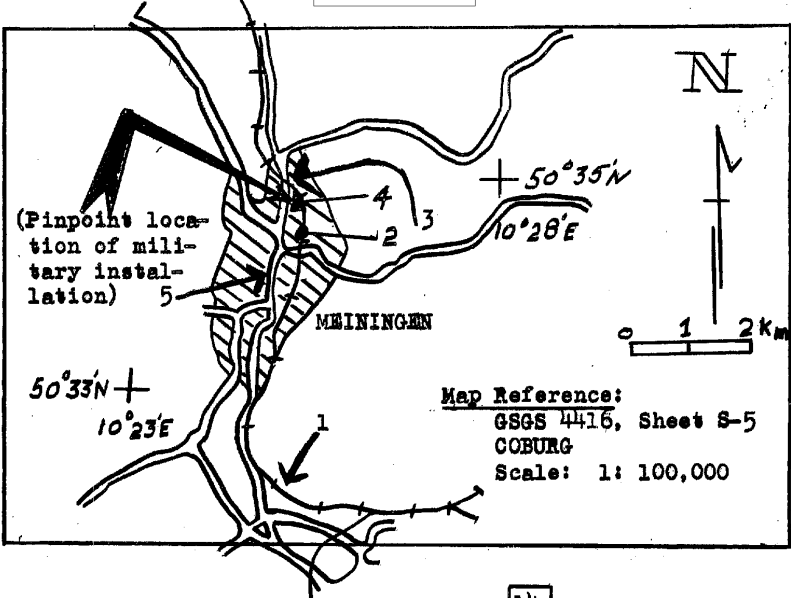 N
50°35'N
10°28'E
4
3
2
(Pinpoint loca-
tion of mili-
tary instal-
lation)
5
MEININGEN
0 1 2 km
50°33'N
10°23'E
Map Reference:
GSGS 4416, Sheet S-5
COBURG
Scale: 1: 100,000
1